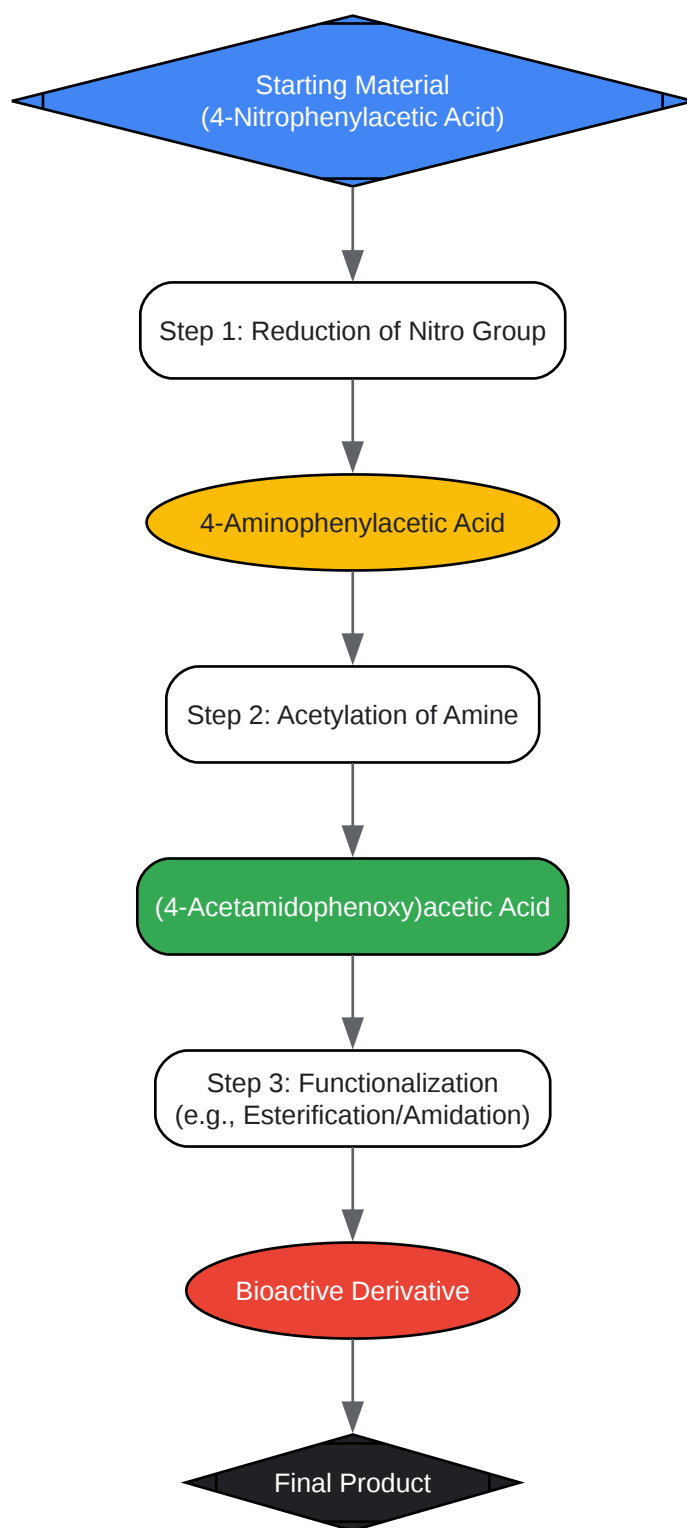 Starting Material
(4-Nitrophenylacetic Acid)
Step 1: Reduction of Nitro Group
4-Aminophenylacetic Acid
Step 2: Acetylation of Amine
(4-Acetamidophenoxy)acetic Acid
Step 3: Functionalization
(e.g., Esterification/Amidation)
Bioactive Derivative
Final Product